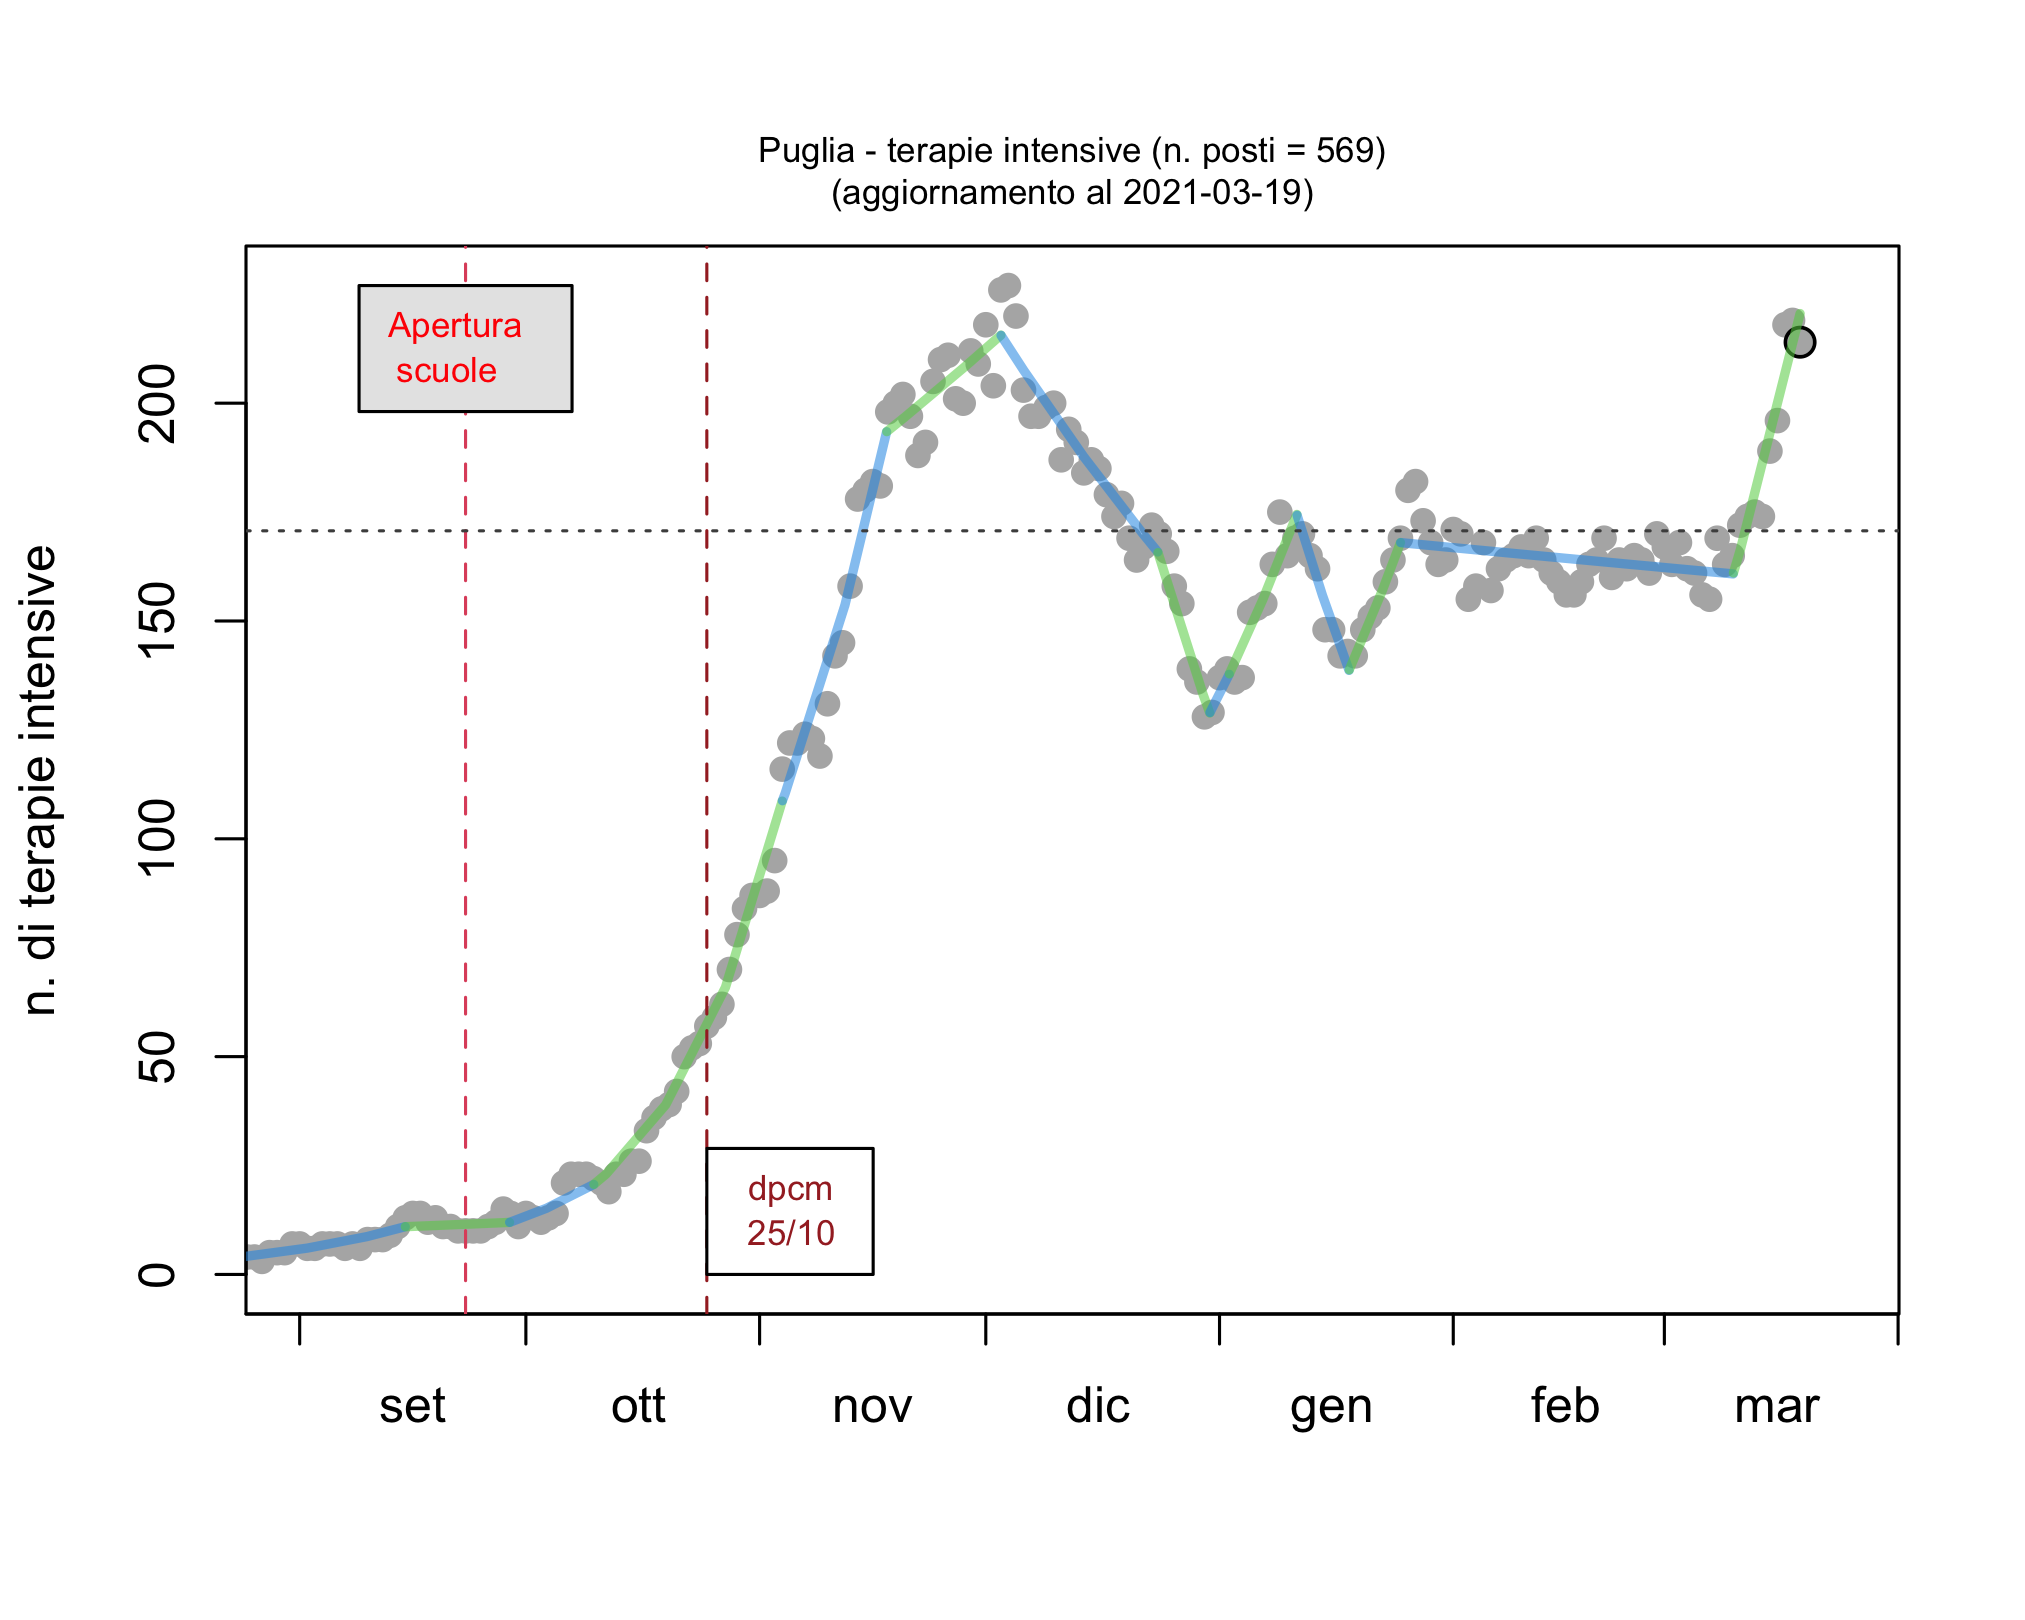 Puglia - terapie intensive (n. posti = 569)
(aggiornamento al 2021-03-19)
Apertura
scuole
dpcm
25/10
n. di terapie intensive
200
150
100
50
0
set ott nov dic gen feb mar